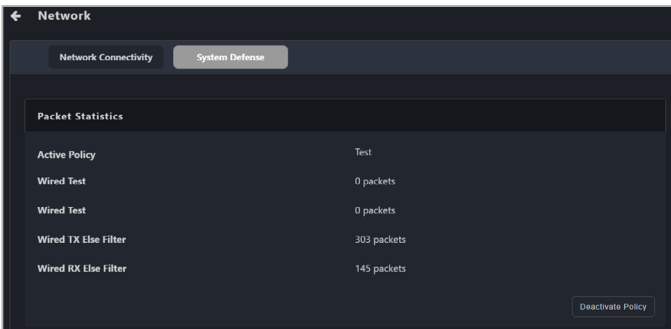 Network
Network Connectivity System Defense
Packet Statistics
Active Policy Test
Wired Test 0 packets
Wired Test 0 packets
Wired TX Else Filter 303 packets
Wired RX Else Filter 145 packets
Deactivate Policy